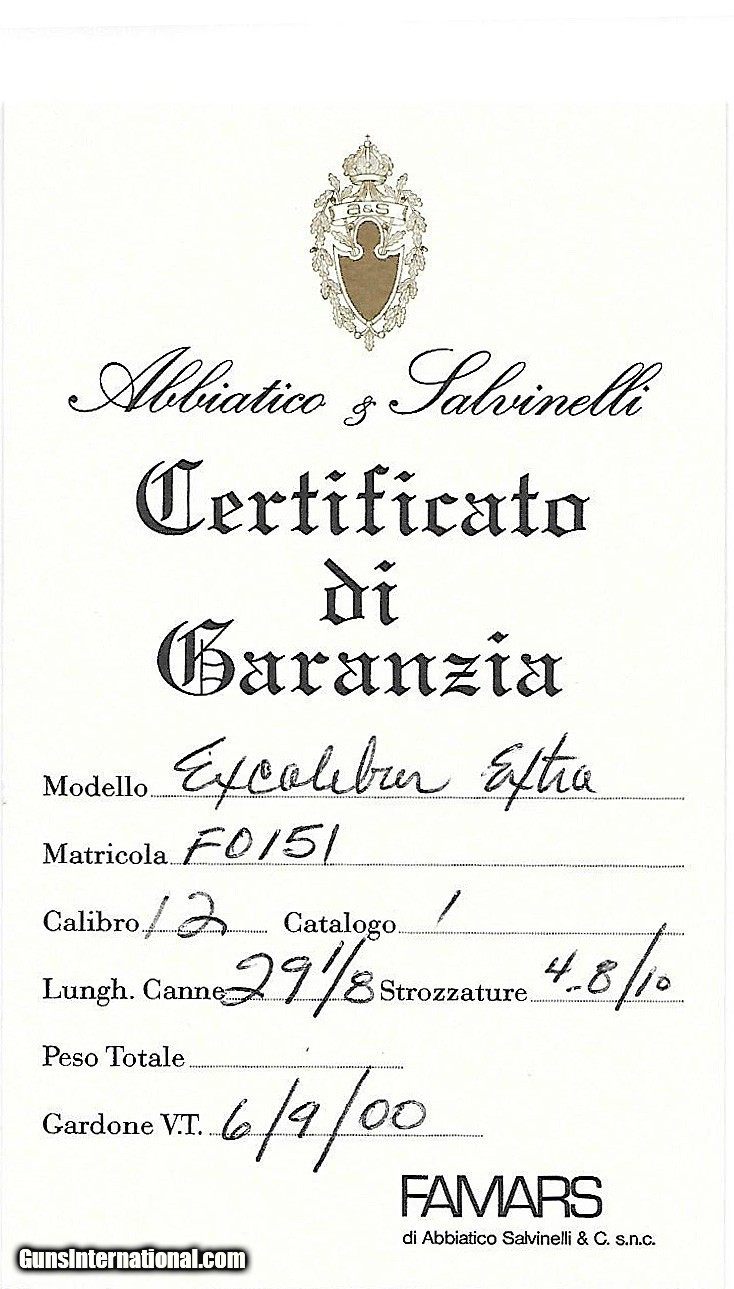 a&s
Abbiatico & Salvinelli
Certificato
di
Garanzia
Modello Excalibur Extra
Matricola F0151
Calibro 12 Catalogo 1
Lungh. Canne 29 1/8 Strozzature 4-8/10
Peso Totale
Gardone V.T. 6/9/00
FAMARS
di Abbiatico Salvinelli & C. s.n.c.
GunsInternational.com